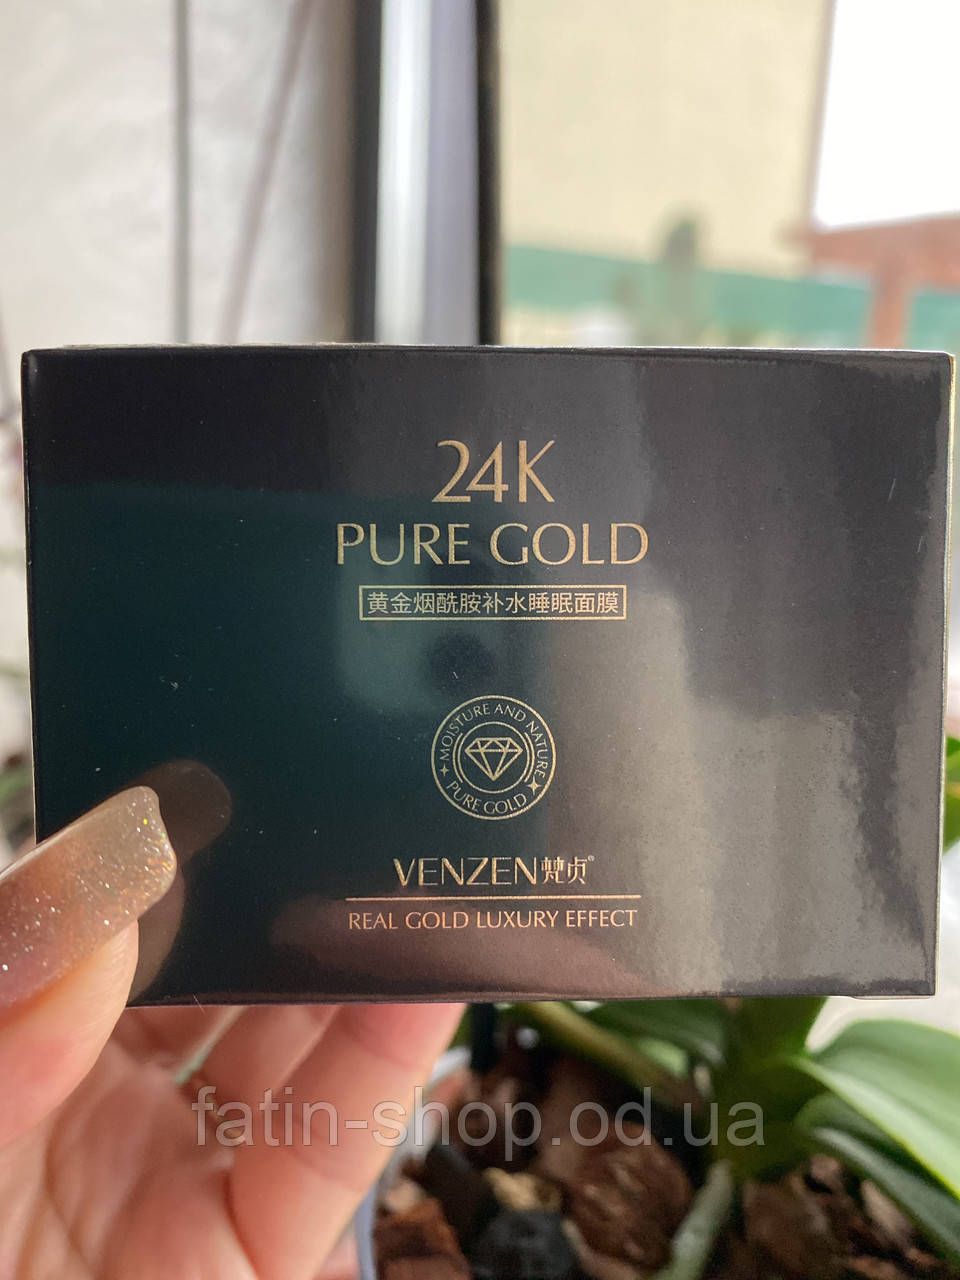 24K
PURE GOLD
黄金烟酰胺补水睡眠面膜
MOISTURE AND NATURE
PURE GOLD
VENZEN梵贞®
REAL GOLD LUXURY EFFECT
fatin-shop.od.ua